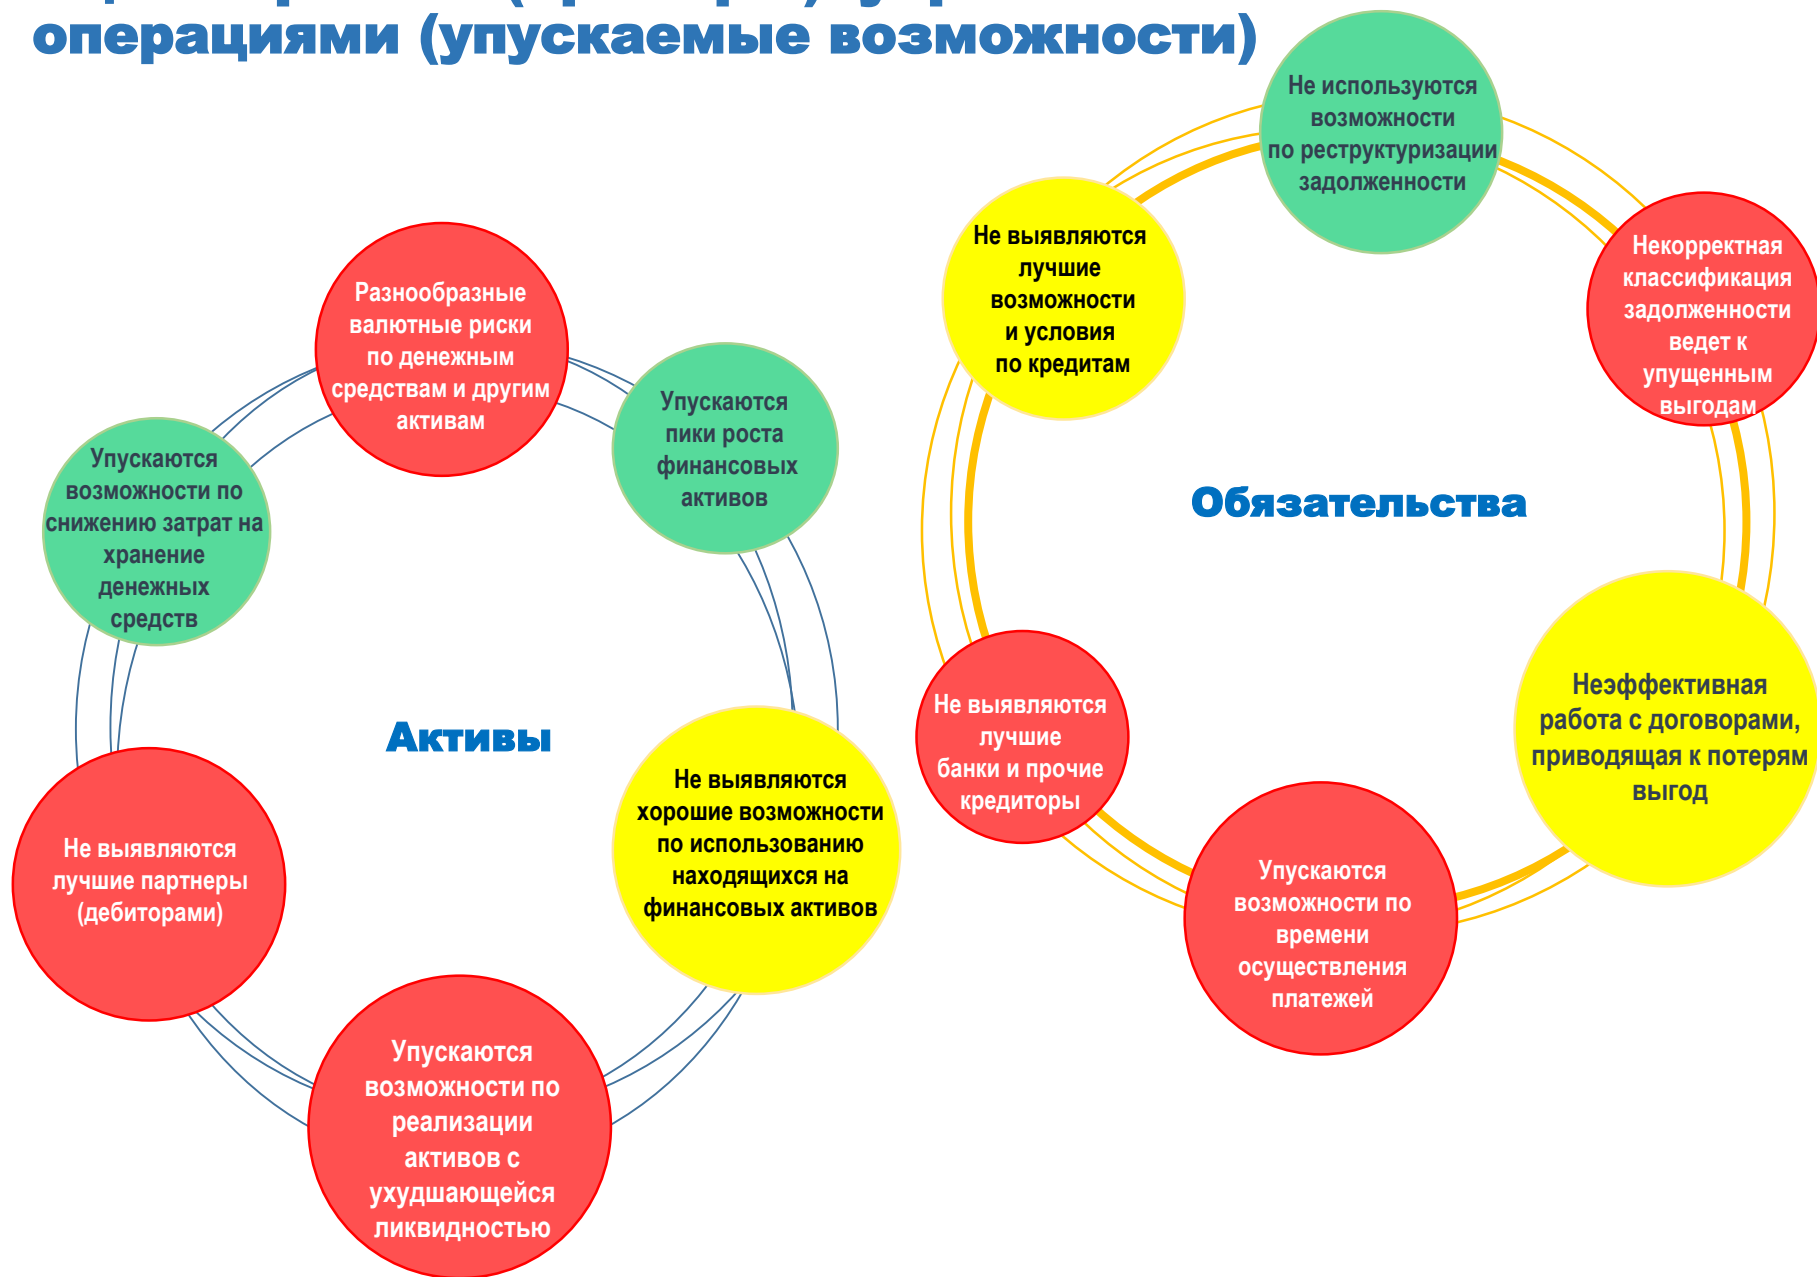 операциями (упускаемые возможности)
Разнообразные
валютные риски
по денежным
средствам и другим
активам
Упускаются
пики роста
финансовых
активов
Упускаются
возможности по
снижению затрат на
хранение
денежных
средств
Активы
Не выявляются
хорошие возможности
по использованию
находящихся на
финансовых активов
Не выявляются
лучшие партнеры
(дебиторами)
Упускаются
возможности по
реализации
активов с
ухудшающейся
ликвидностью
Не используются
возможности
по реструктуризации
задолженности
Не выявляются
лучшие
возможности
и условия
по кредитам
Некорректная
классификация
задолженности
ведет к
упущенным
выгодам
Обязательства
Не выявляются
лучшие
банки и прочие
кредиторы
Неэффективная
работа с договорами,
приводящая к потерям
выгод
Упускаются
возможности по
времени
осуществления
платежей